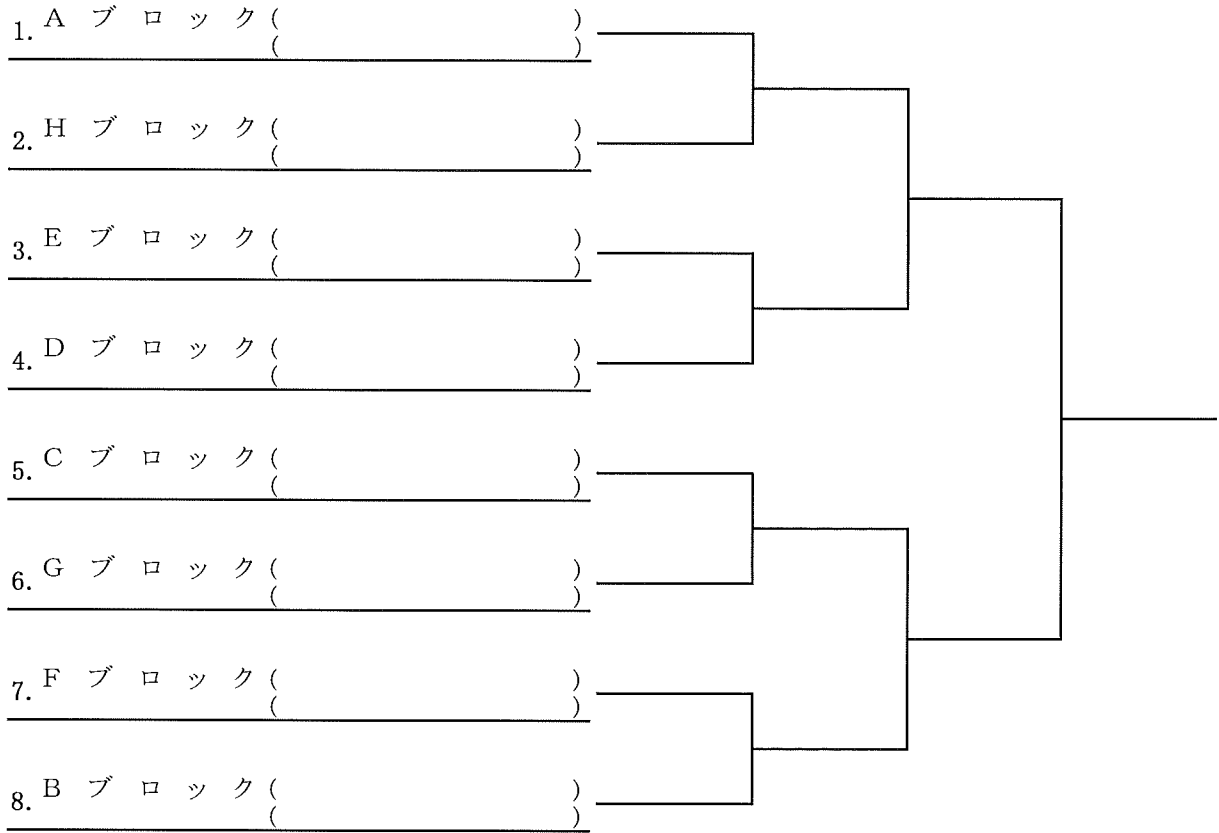 1. A ブロック( )
( )
2. H ブロック( )
( )
3. E ブロック( )
( )
4. D ブロック( )
( )
5. C ブロック( )
( )
6. G ブロック( )
( )
7. F ブロック( )
( )
8. B ブロック( )
( )